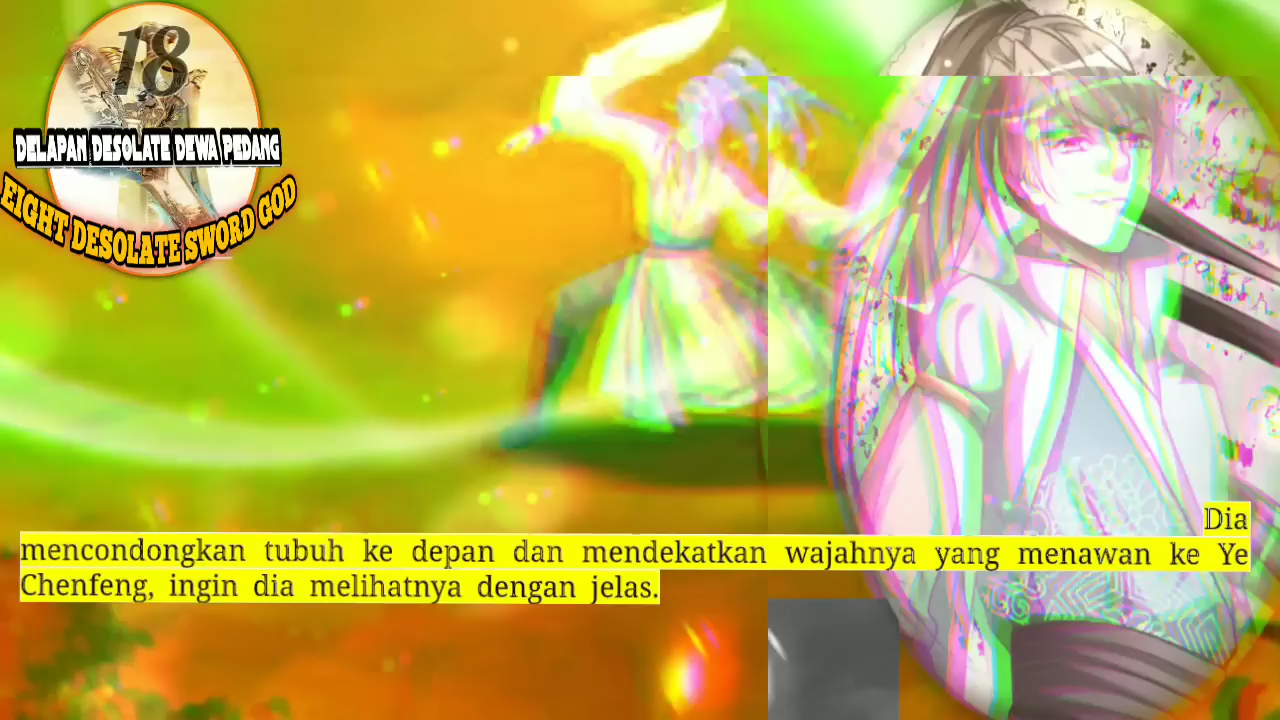 18
DELAPAN DESOLATE DEWA PEDANG
EIGHT DESOLATE SWORD GOD
Dia
mencondongkan tubuh ke depan dan mendekatkan wajahnya yang menawan ke Ye
Chenfeng, ingin dia melihatnya dengan jelas.